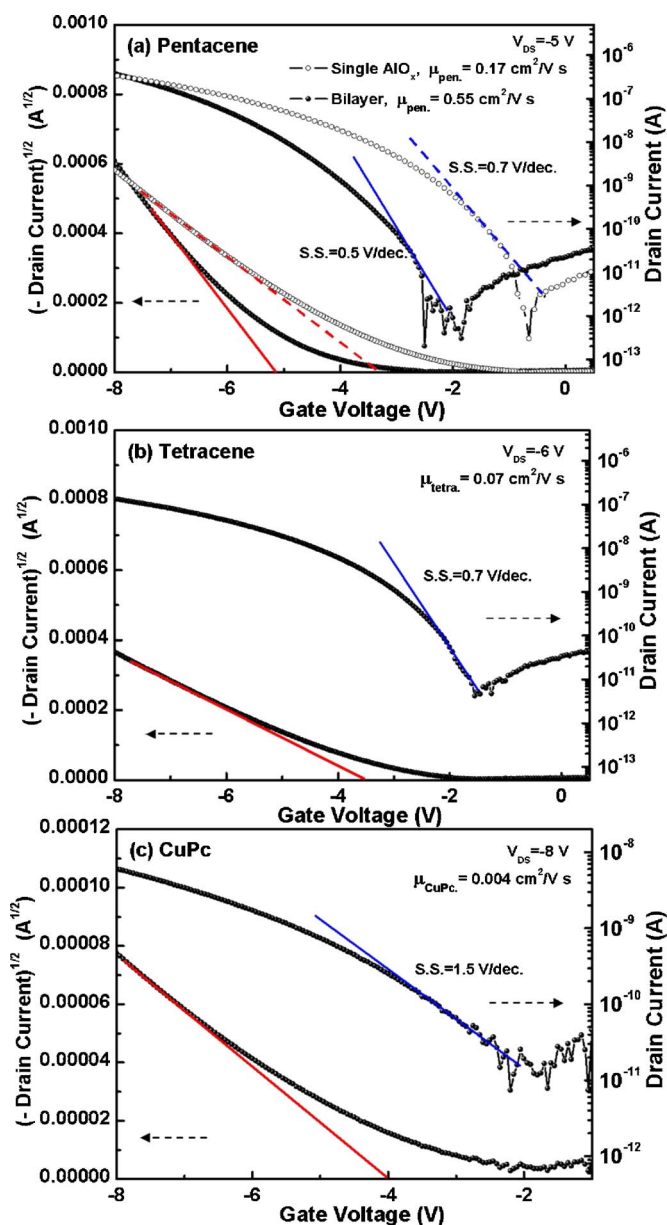 (a) Pentacene
V_DS=-5 V
Single AlO_x, μ_pen.= 0.17 cm²/V s
Bilayer, μ_pen.= 0.55 cm²/V s
S.S.=0.7 V/dec.
S.S.=0.5 V/dec.
0.0010
0.0008
0.0006
0.0004
0.0002
0.0000
(- Drain Current)^1/2 (A^1/2)
10^-6
10^-7
10^-8
10^-9
10^-10
10^-11
10^-12
10^-13
Drain Current (A)
-8 -6 -4 -2 0
Gate Voltage (V)
(b) Tetracene
V_DS=-6 V
μ_tetra.= 0.07 cm²/V s
S.S.=0.7 V/dec.
0.0010
0.0008
0.0006
0.0004
0.0002
0.0000
(- Drain Current)^1/2 (A^1/2)
10^-6
10^-7
10^-8
10^-9
10^-10
10^-11
10^-12
10^-13
Drain Current (A)
-8 -6 -4 -2 0
Gate Voltage (V)
(c) CuPc
V_DS=-8 V
μ_CuPc.= 0.004 cm²/V s
S.S.=1.5 V/dec.
0.00012
0.00010
0.00008
0.00006
0.00004
0.00002
0.00000
(- Drain Current)^1/2 (A^1/2)
10^-8
10^-9
10^-10
10^-11
10^-12
Drain Current (A)
-8 -6 -4 -2
Gate Voltage (V)